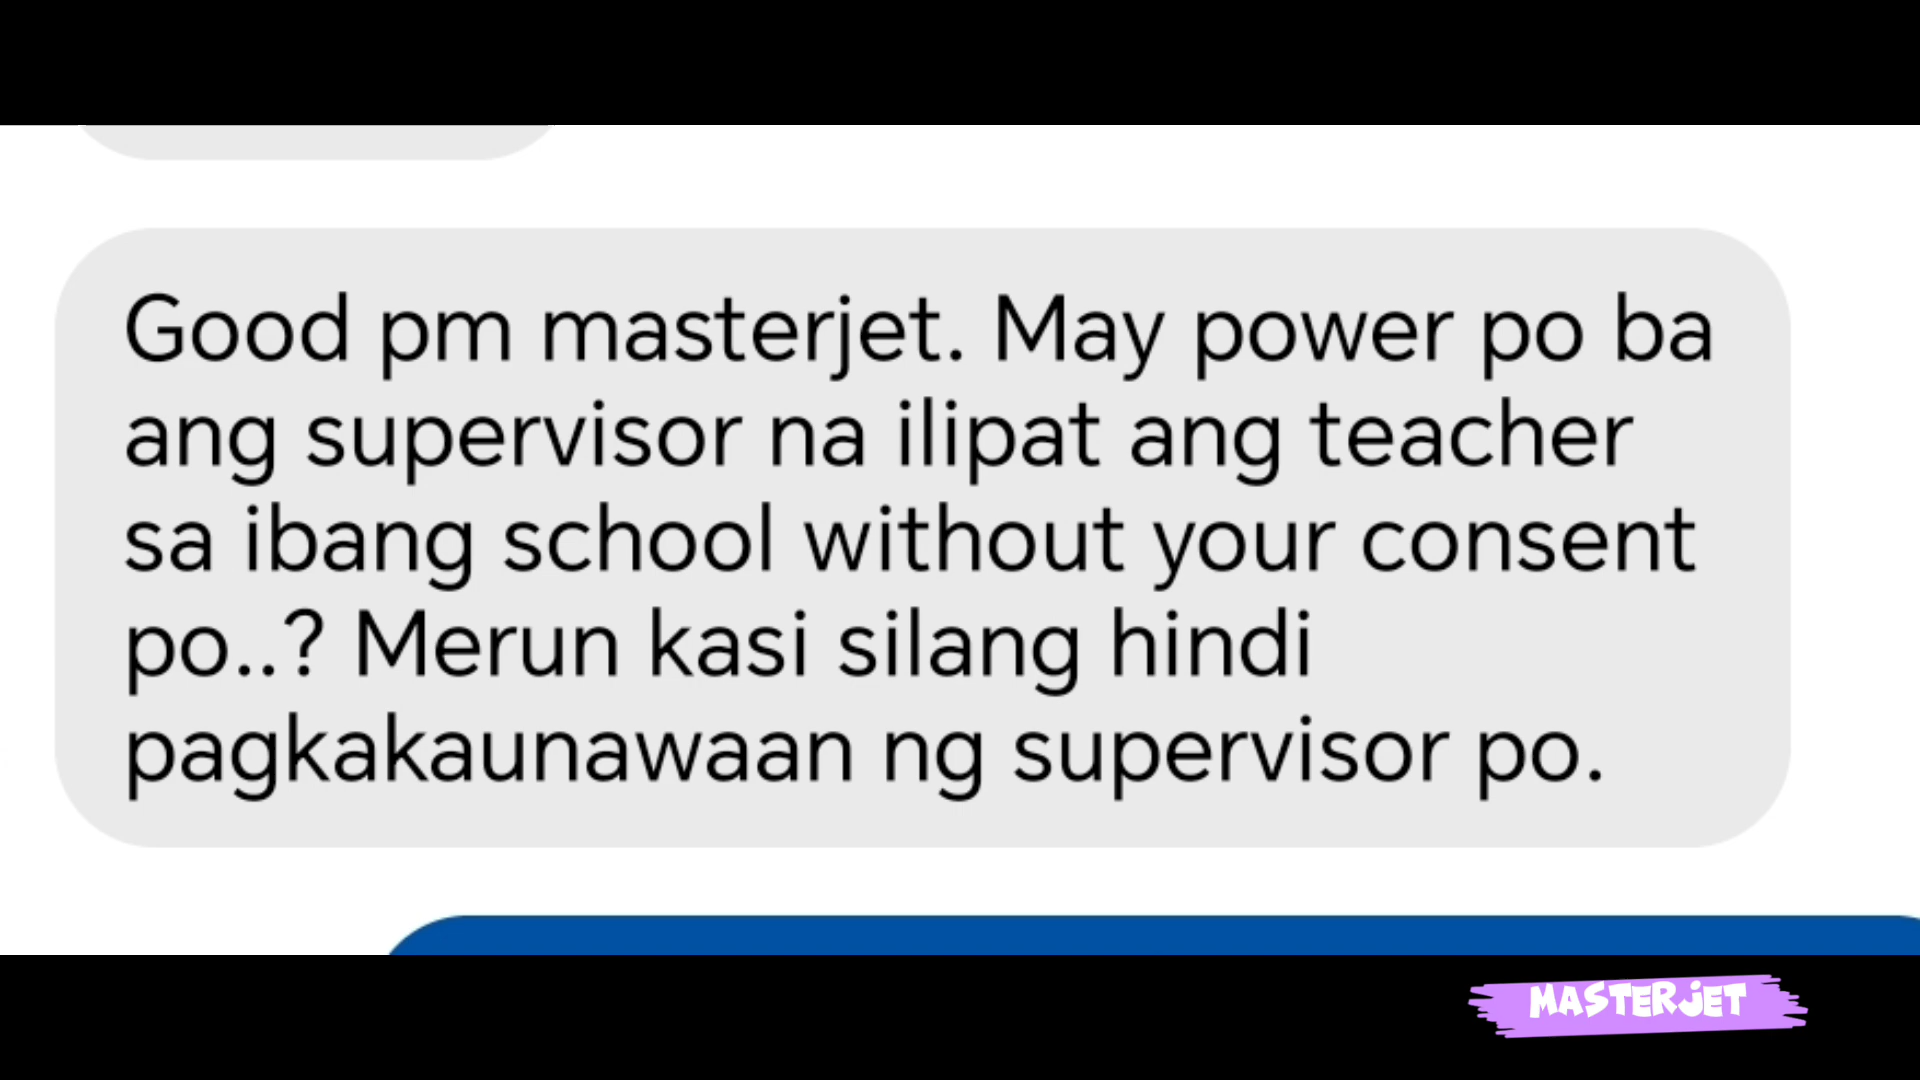 Good pm masterjet. May power po ba
ang supervisor na ilipat ang teacher
sa ibang school without your consent
po..? Merun kasi silang hindi
pagkakaunawaan ng supervisor po.
MASTERJET